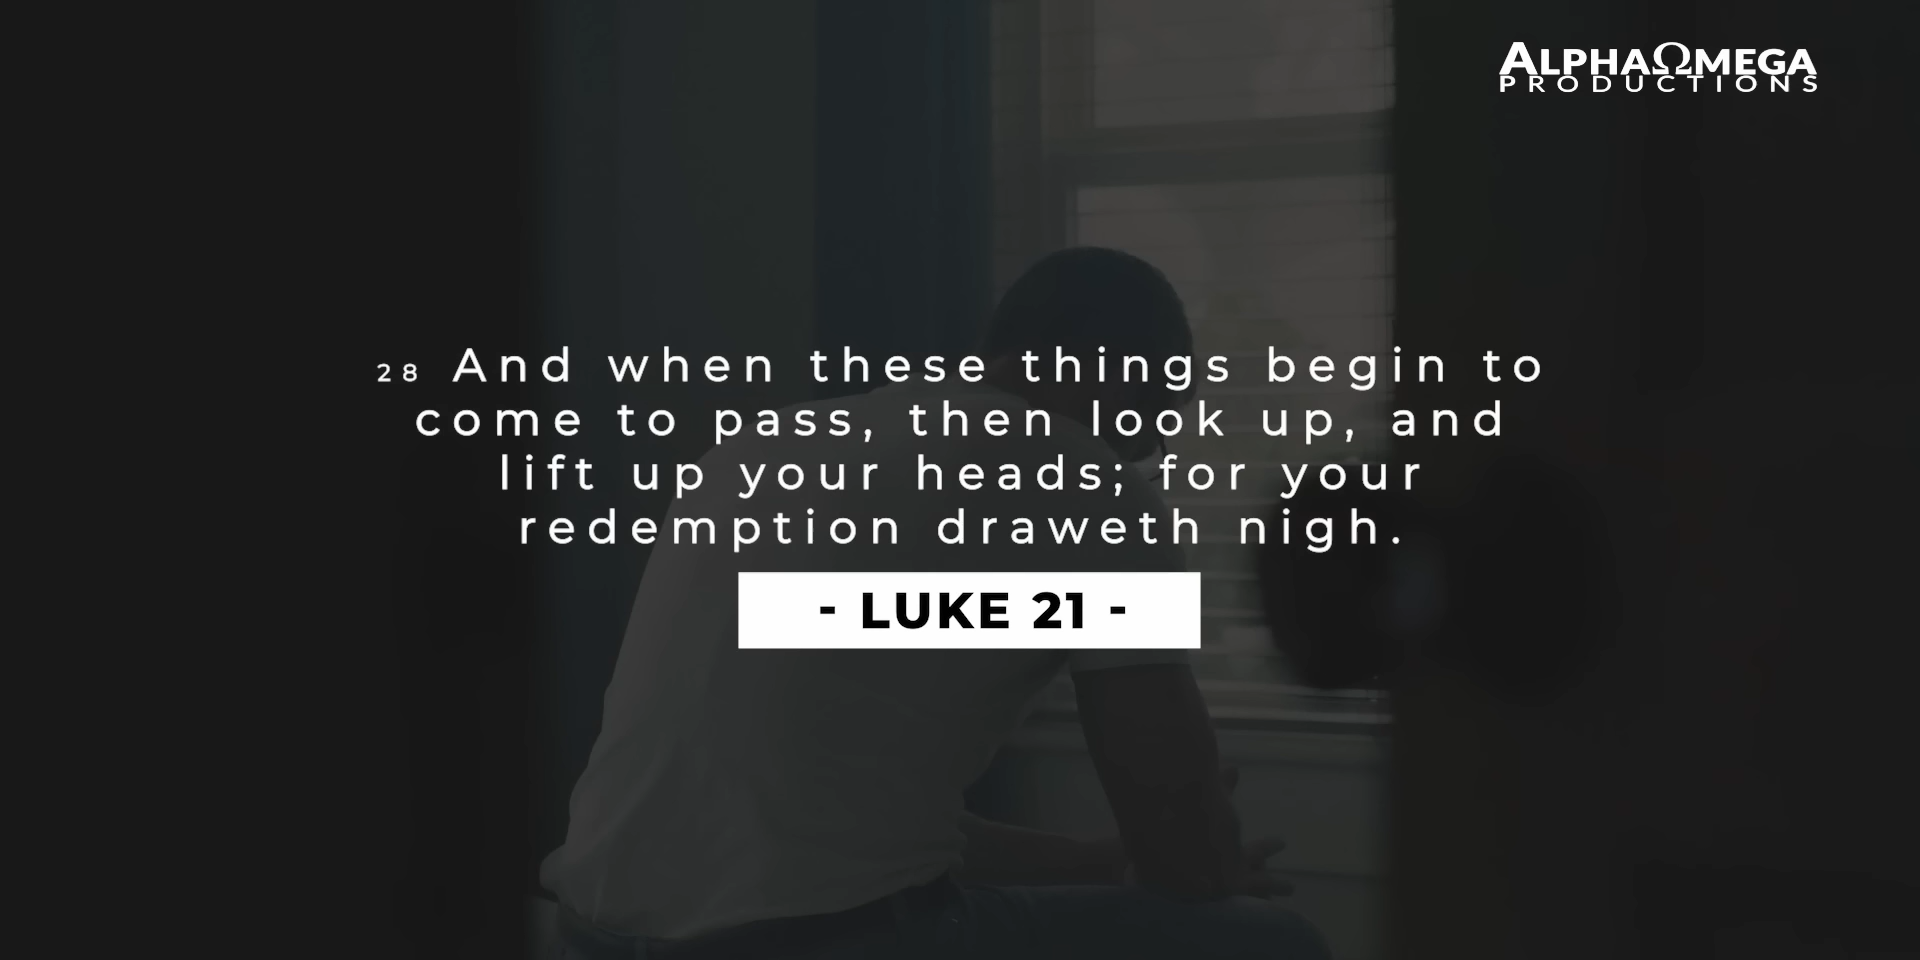 ALPHAΩMEGA
PRODUCTIONS
28 And when these things begin to
come to pass, then look up, and
lift up your heads; for your
redemption draweth nigh.
- LUKE 21 -